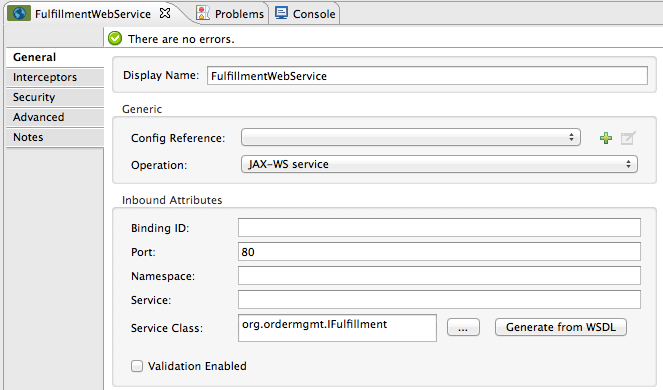 FulfillmentWebService Problems Console
There are no errors.
General
Interceptors
Security
Advanced
Notes
Display Name: FulfillmentWebService
Generic
Config Reference:
Operation: JAX-WS service
Inbound Attributes
Binding ID:
Port: 80
Namespace:
Service:
Service Class: org.ordermgmt.IFulfillment ... Generate from WSDL
Validation Enabled